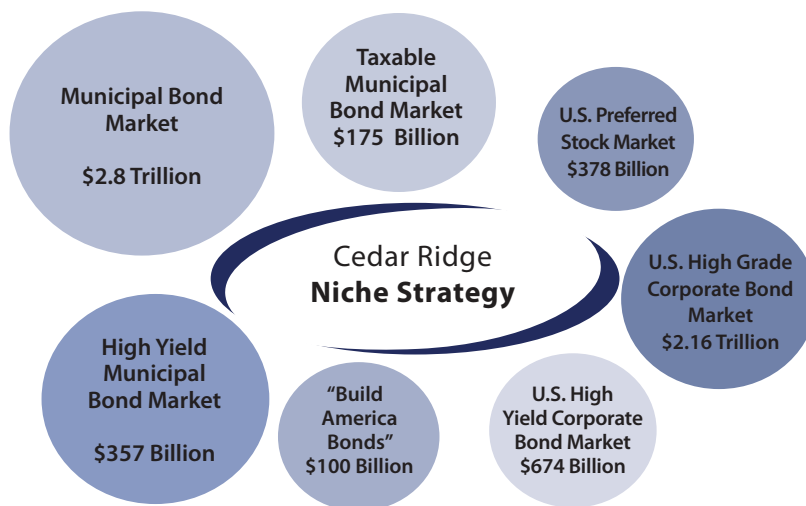 Municipal Bond
Market
$2.8 Trillion
Taxable
Municipal
Bond Market
$175 Billion
U.S. Preferred
Stock Market
$378 Billion
Cedar Ridge
Niche Strategy
U.S. High Grade
Corporate Bond
Market
$2.16 Trillion
High Yield
Municipal
Bond Market
$357 Billion
“Build
America
Bonds”
$100 Billion
U.S. High
Yield Corporate
Bond Market
$674 Billion